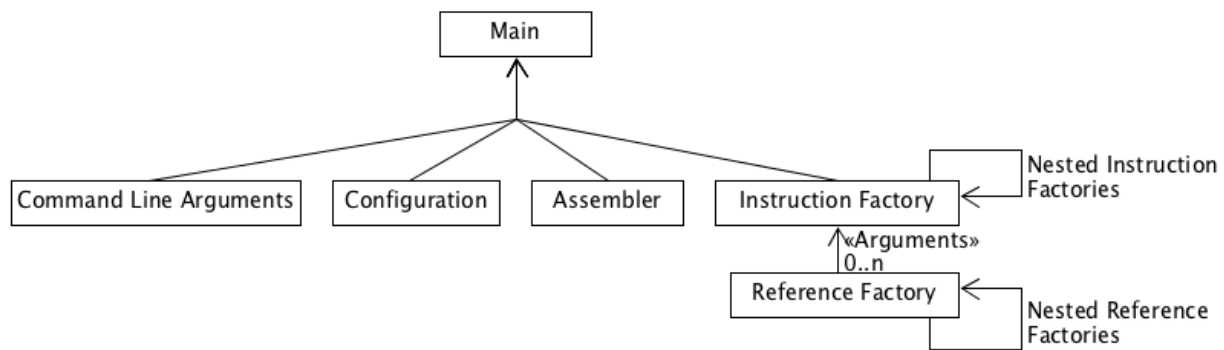 Main
Command Line Arguments
Configuration
Assembler
Instruction Factory
Nested Instruction
Factories
«Arguments»
0..n
Reference Factory
Nested Reference
Factories